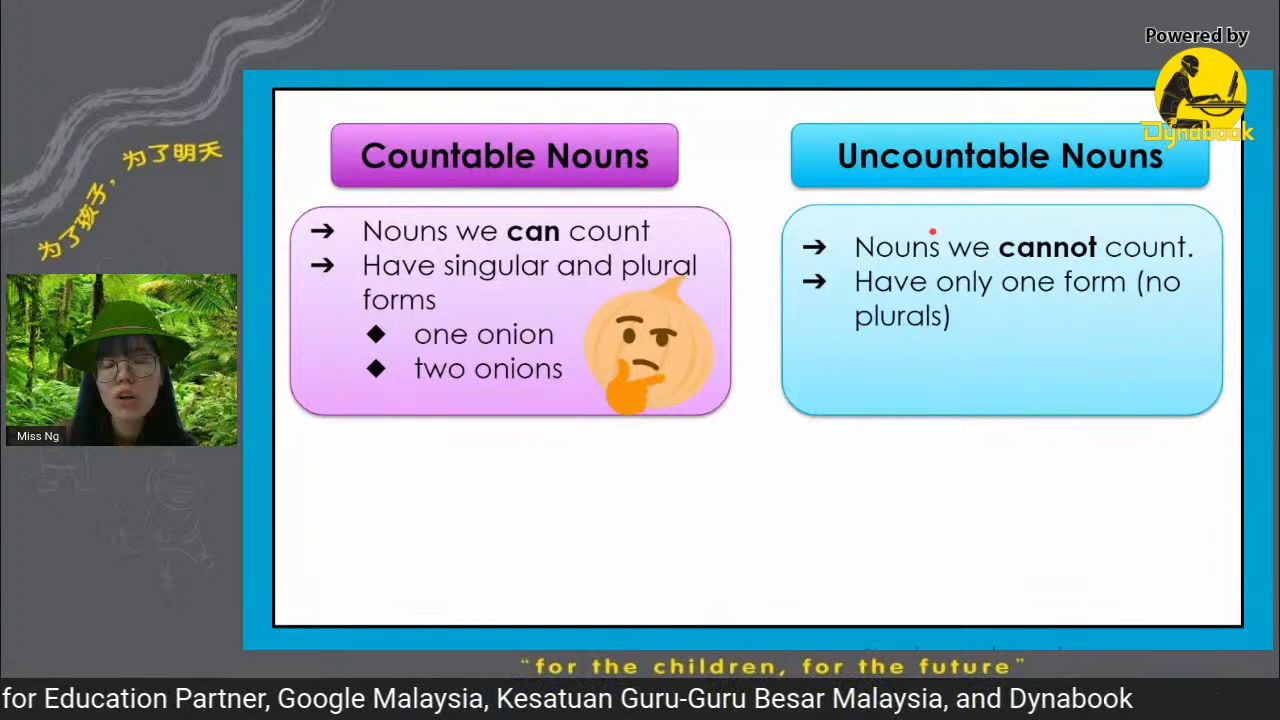 Powered by
Dynabook
为了孩子，为了明天
Countable Nouns
➔ Nouns we can count
➔ Have singular and plural
forms
◆ one onion
◆ two onions
Uncountable Nouns
➔ Nouns we cannot count.
➔ Have only one form (no
plurals)
Miss Ng
“for the children, for the future”
for Education Partner, Google Malaysia, Kesatuan Guru-Guru Besar Malaysia, and Dynabook